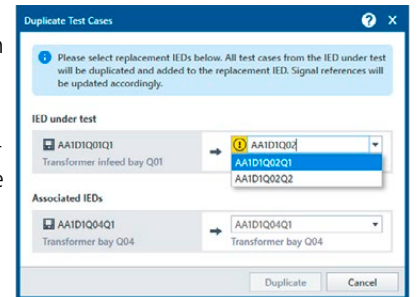 Duplicate Test Cases
Please select replacement IEDs below. All test cases from the IED under test
will be duplicated and added to the replacement IED. Signal references will
be updated accordingly.
IED under test
AA1D1Q01Q1
Transformer infeed bay Q01
AA1D1Q02
AA1D1Q02Q1
AA1D1Q02Q2
Associated IEDs
AA1D1Q04Q1
Transformer bay Q04
AA1D1Q04Q1
Transformer bay Q04
Duplicate
Cancel